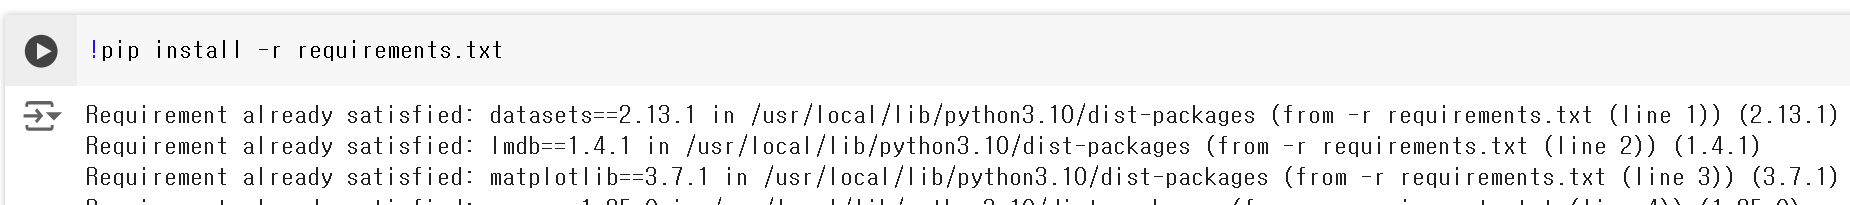 !pip install -r requirements.txt
Requirement already satisfied: datasets==2.13.1 in /usr/local/lib/python3.10/dist-packages (from -r requirements.txt (line 1)) (2.13.1)
Requirement already satisfied: lmdb==1.4.1 in /usr/local/lib/python3.10/dist-packages (from -r requirements.txt (line 2)) (1.4.1)
Requirement already satisfied: matplotlib==3.7.1 in /usr/local/lib/python3.10/dist-packages (from -r requirements.txt (line 3)) (3.7.1)